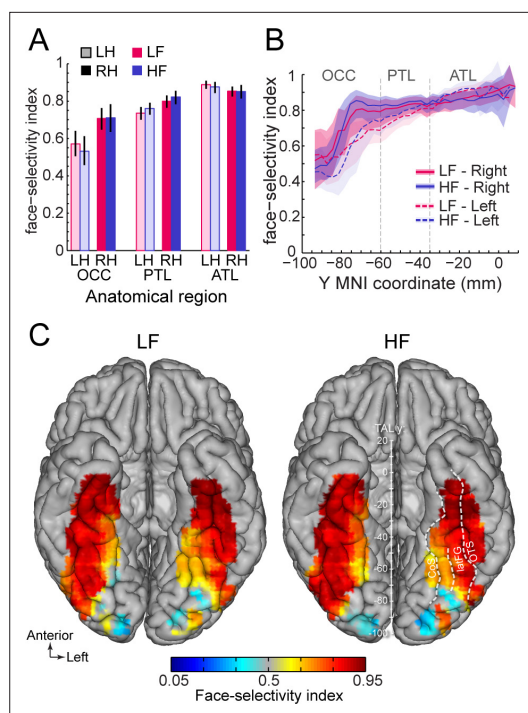 A
LH
LF
RH
HF
face-selectivity index
1
0.8
0.6
0.4
0.2
0
LH RH
LH RH
LH RH
OCC
PTL
ATL
Anatomical region
B
OCC
PTL
ATL
face-selectivity index
1
0.8
0.6
0.4
0.2
0
LF - Right
HF - Right
LF - Left
HF - Left
-100
-80
-60
-40
-20
0
Y MNI coordinate (mm)
C
LF
HF
TAL y
0
-20
-40
-60
-80
-100
CoS
latFG
OTS
Anterior
Left
0.05
0.5
0.95
Face-selectivity index